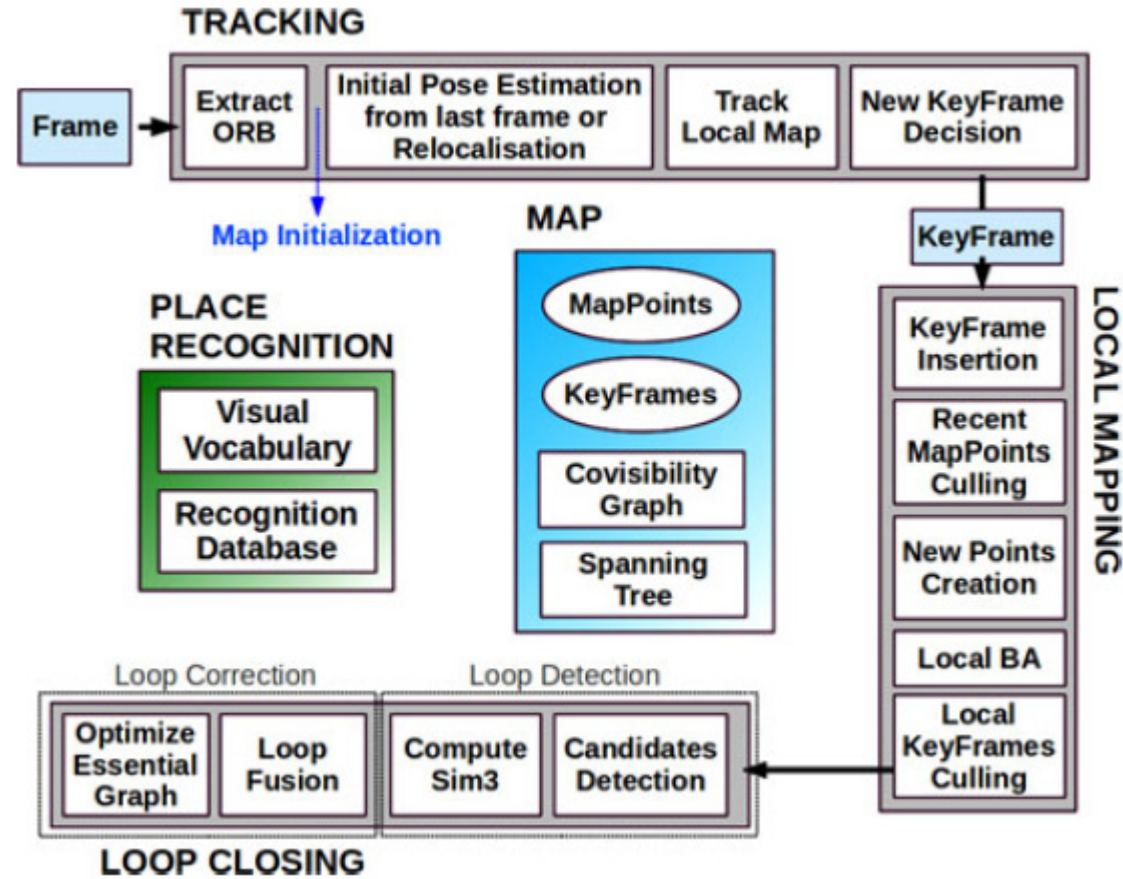 TRACKING
Frame
Extract
ORB
Initial Pose Estimation
from last frame or
Relocalisation
Track
Local Map
New KeyFrame
Decision
Map Initialization
MAP
KeyFrame
MapPoints
KeyFrames
Covisibility
Graph
Spanning
Tree
PLACE
RECOGNITION
Visual
Vocabulary
Recognition
Database
LOCAL MAPPING
KeyFrame
Insertion
Recent
MapPoints
Culling
New Points
Creation
Local BA
Local
KeyFrames
Culling
Loop Correction
Loop Detection
Optimize
Essential
Graph
Loop
Fusion
Compute
Sim3
Candidates
Detection
LOOP CLOSING